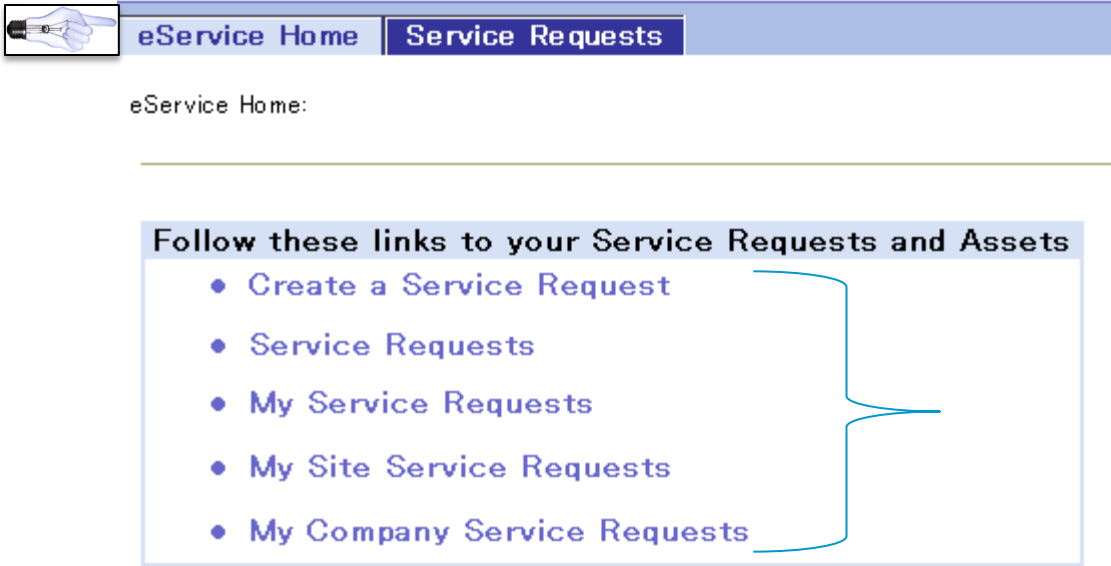 eService Home Service Requests
eService Home:
Follow these links to your Service Requests and Assets
• Create a Service Request
• Service Requests
• My Service Requests
• My Site Service Requests
• My Company Service Requests